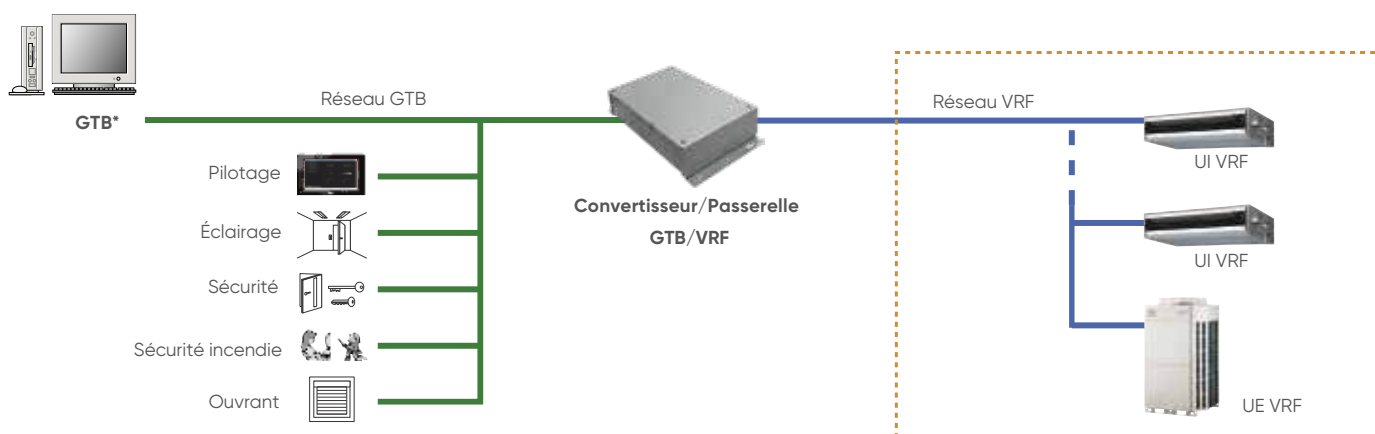 Réseau GTB
GTB*
Pilotage
Éclairage
Sécurité
Sécurité incendie
Ouvrant
Convertisseur/Passerelle
GTB/VRF
Réseau VRF
UI VRF
UI VRF
UE VRF